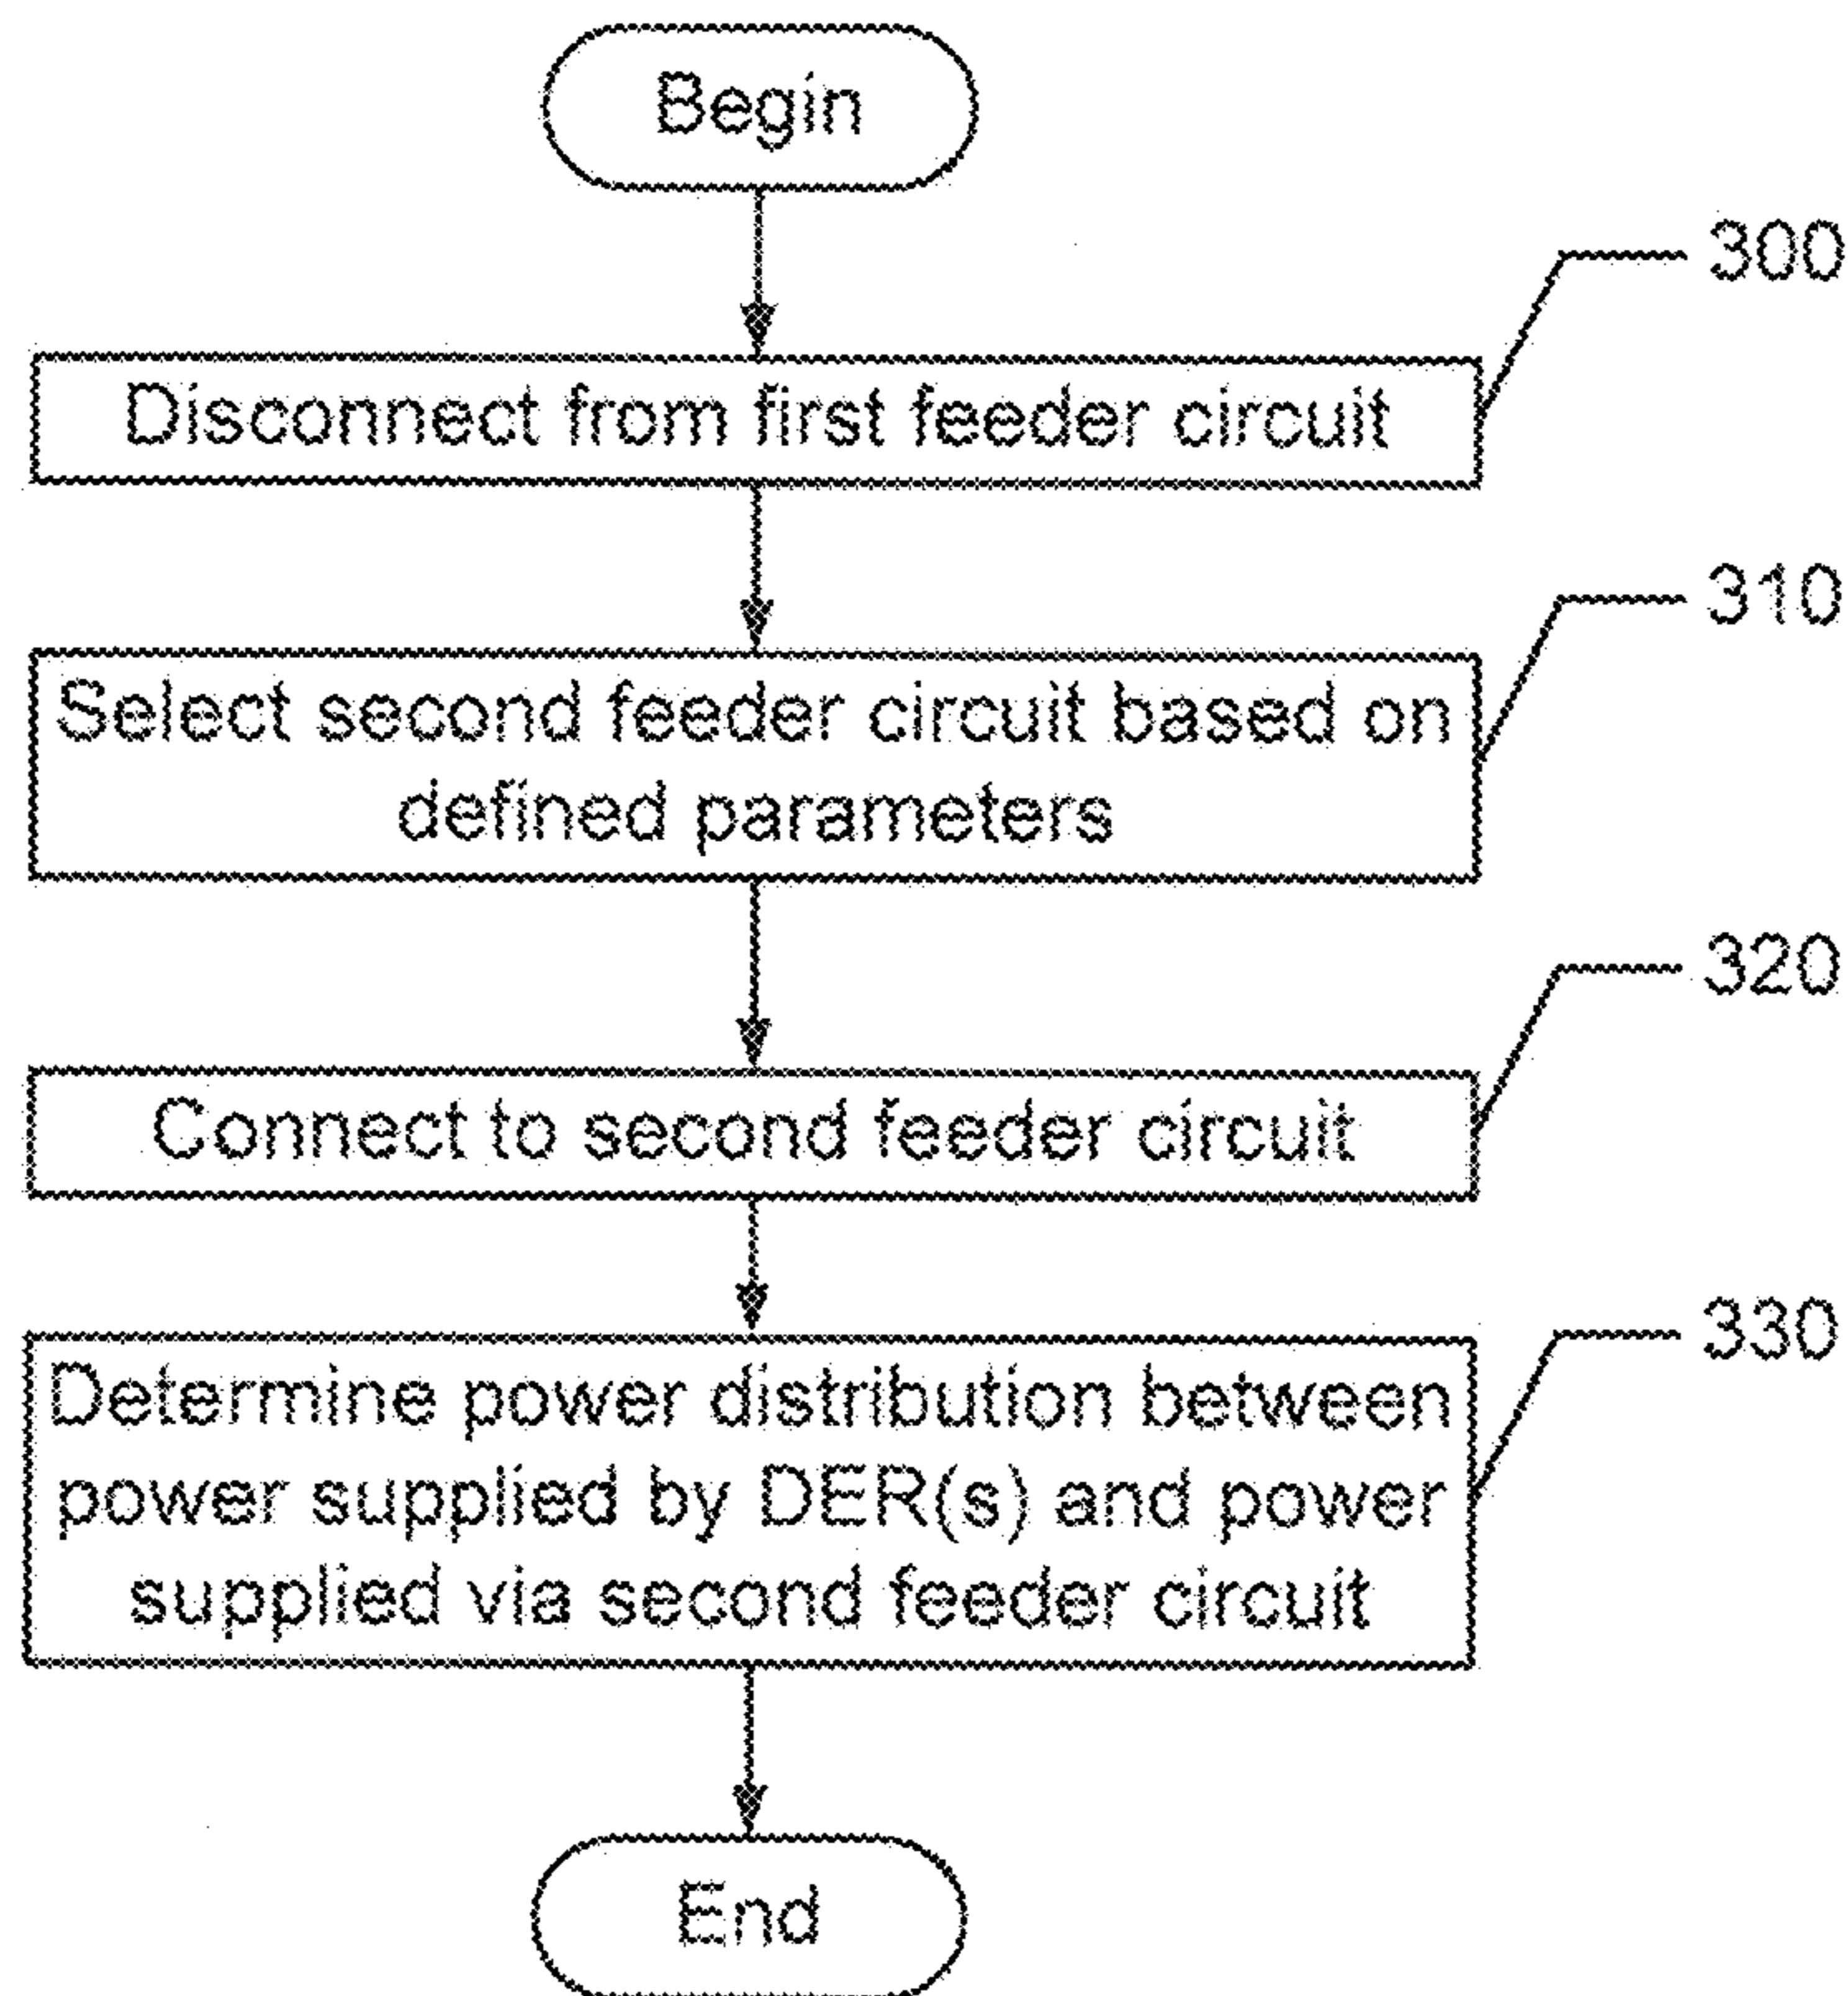 Begin
300
Disconnect from first feeder circuit
310
Select second feeder circuit based on
defined parameters
320
Connect to second feeder circuit
330
Determine power distribution between
power supplied by DER(s) and power
supplied via second feeder circuit
End